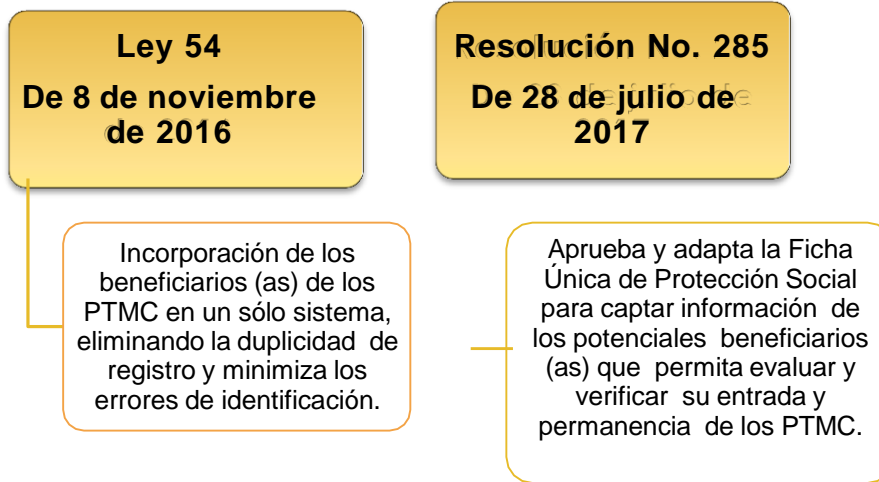 Ley 54
De 8 de noviembre
de 2016
Incorporación de los
beneficiarios (as) de los
PTMC en un sólo sistema,
eliminando la duplicidad de
registro y minimiza los
errores de identificación.
Resolución No. 285
De 28 de julio de
2017
Aprueba y adapta la Ficha
Única de Protección Social
para captar información de
los potenciales beneficiarios
(as) que permita evaluar y
verificar su entrada y
permanencia de los PTMC.